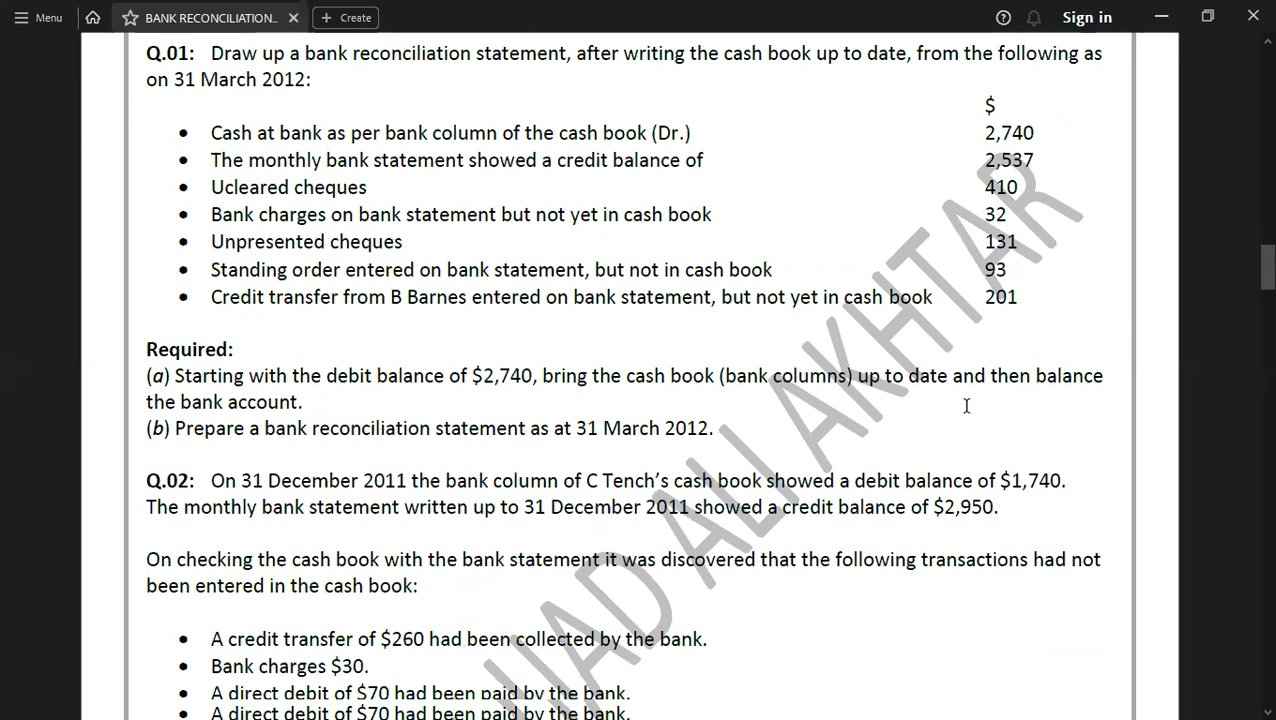 Menu
BANK RECONCILIATION...
Create
Sign in
Q.01: Draw up a bank reconciliation statement, after writing the cash book up to date, from the following as
on 31 March 2012:
$
• Cash at bank as per bank column of the cash book (Dr.) 2,740
• The monthly bank statement showed a credit balance of 2,537
• Ucleared cheques 410
• Bank charges on bank statement but not yet in cash book 32
• Unpresented cheques 131
• Standing order entered on bank statement, but not in cash book 93
• Credit transfer from B Barnes entered on bank statement, but not yet in cash book 201
Required:
(a) Starting with the debit balance of $2,740, bring the cash book (bank columns) up to date and then balance
the bank account.
(b) Prepare a bank reconciliation statement as at 31 March 2012.
Q.02: On 31 December 2011 the bank column of C Tench's cash book showed a debit balance of $1,740.
The monthly bank statement written up to 31 December 2011 showed a credit balance of $2,950.
On checking the cash book with the bank statement it was discovered that the following transactions had not
been entered in the cash book:
• A credit transfer of $260 had been collected by the bank.
• Bank charges $30.
• A direct debit of $70 had been paid by the bank.
• A direct debit of $70 had been paid by the bank.
ALI AKHTAR